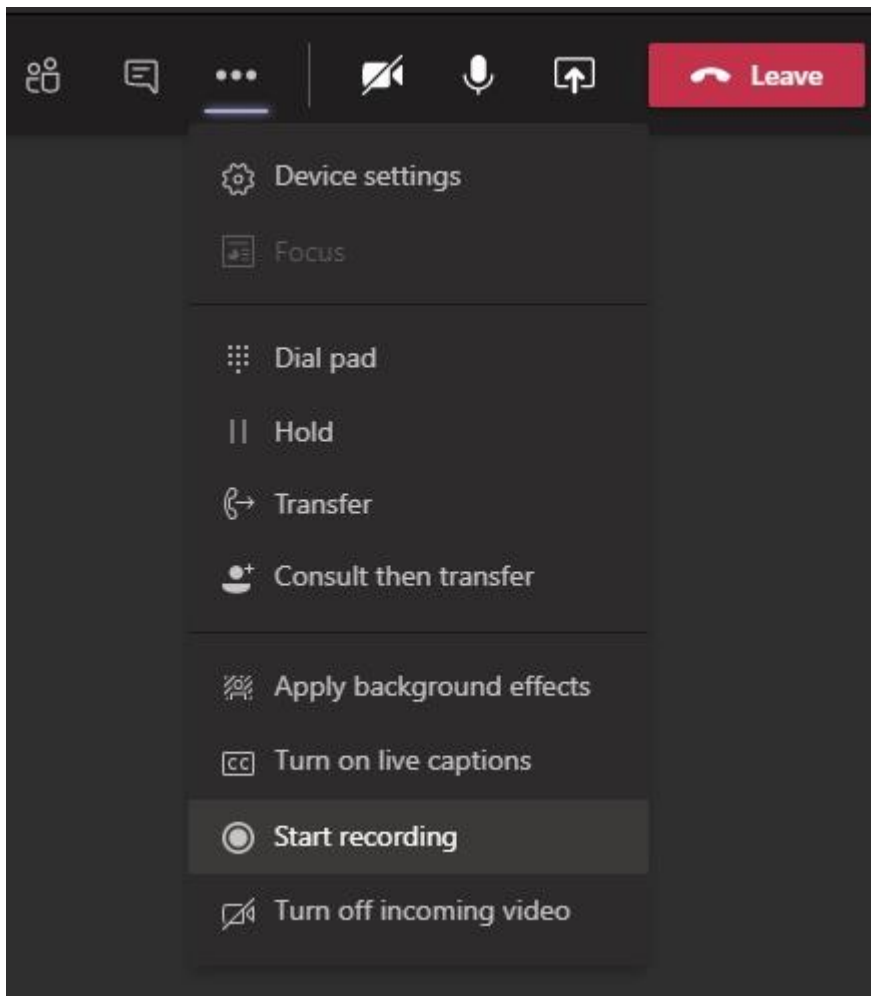 Leave
Device settings
Focus
Dial pad
Hold
Transfer
Consult then transfer
Apply background effects
CC Turn on live captions
Start recording
Turn off incoming video